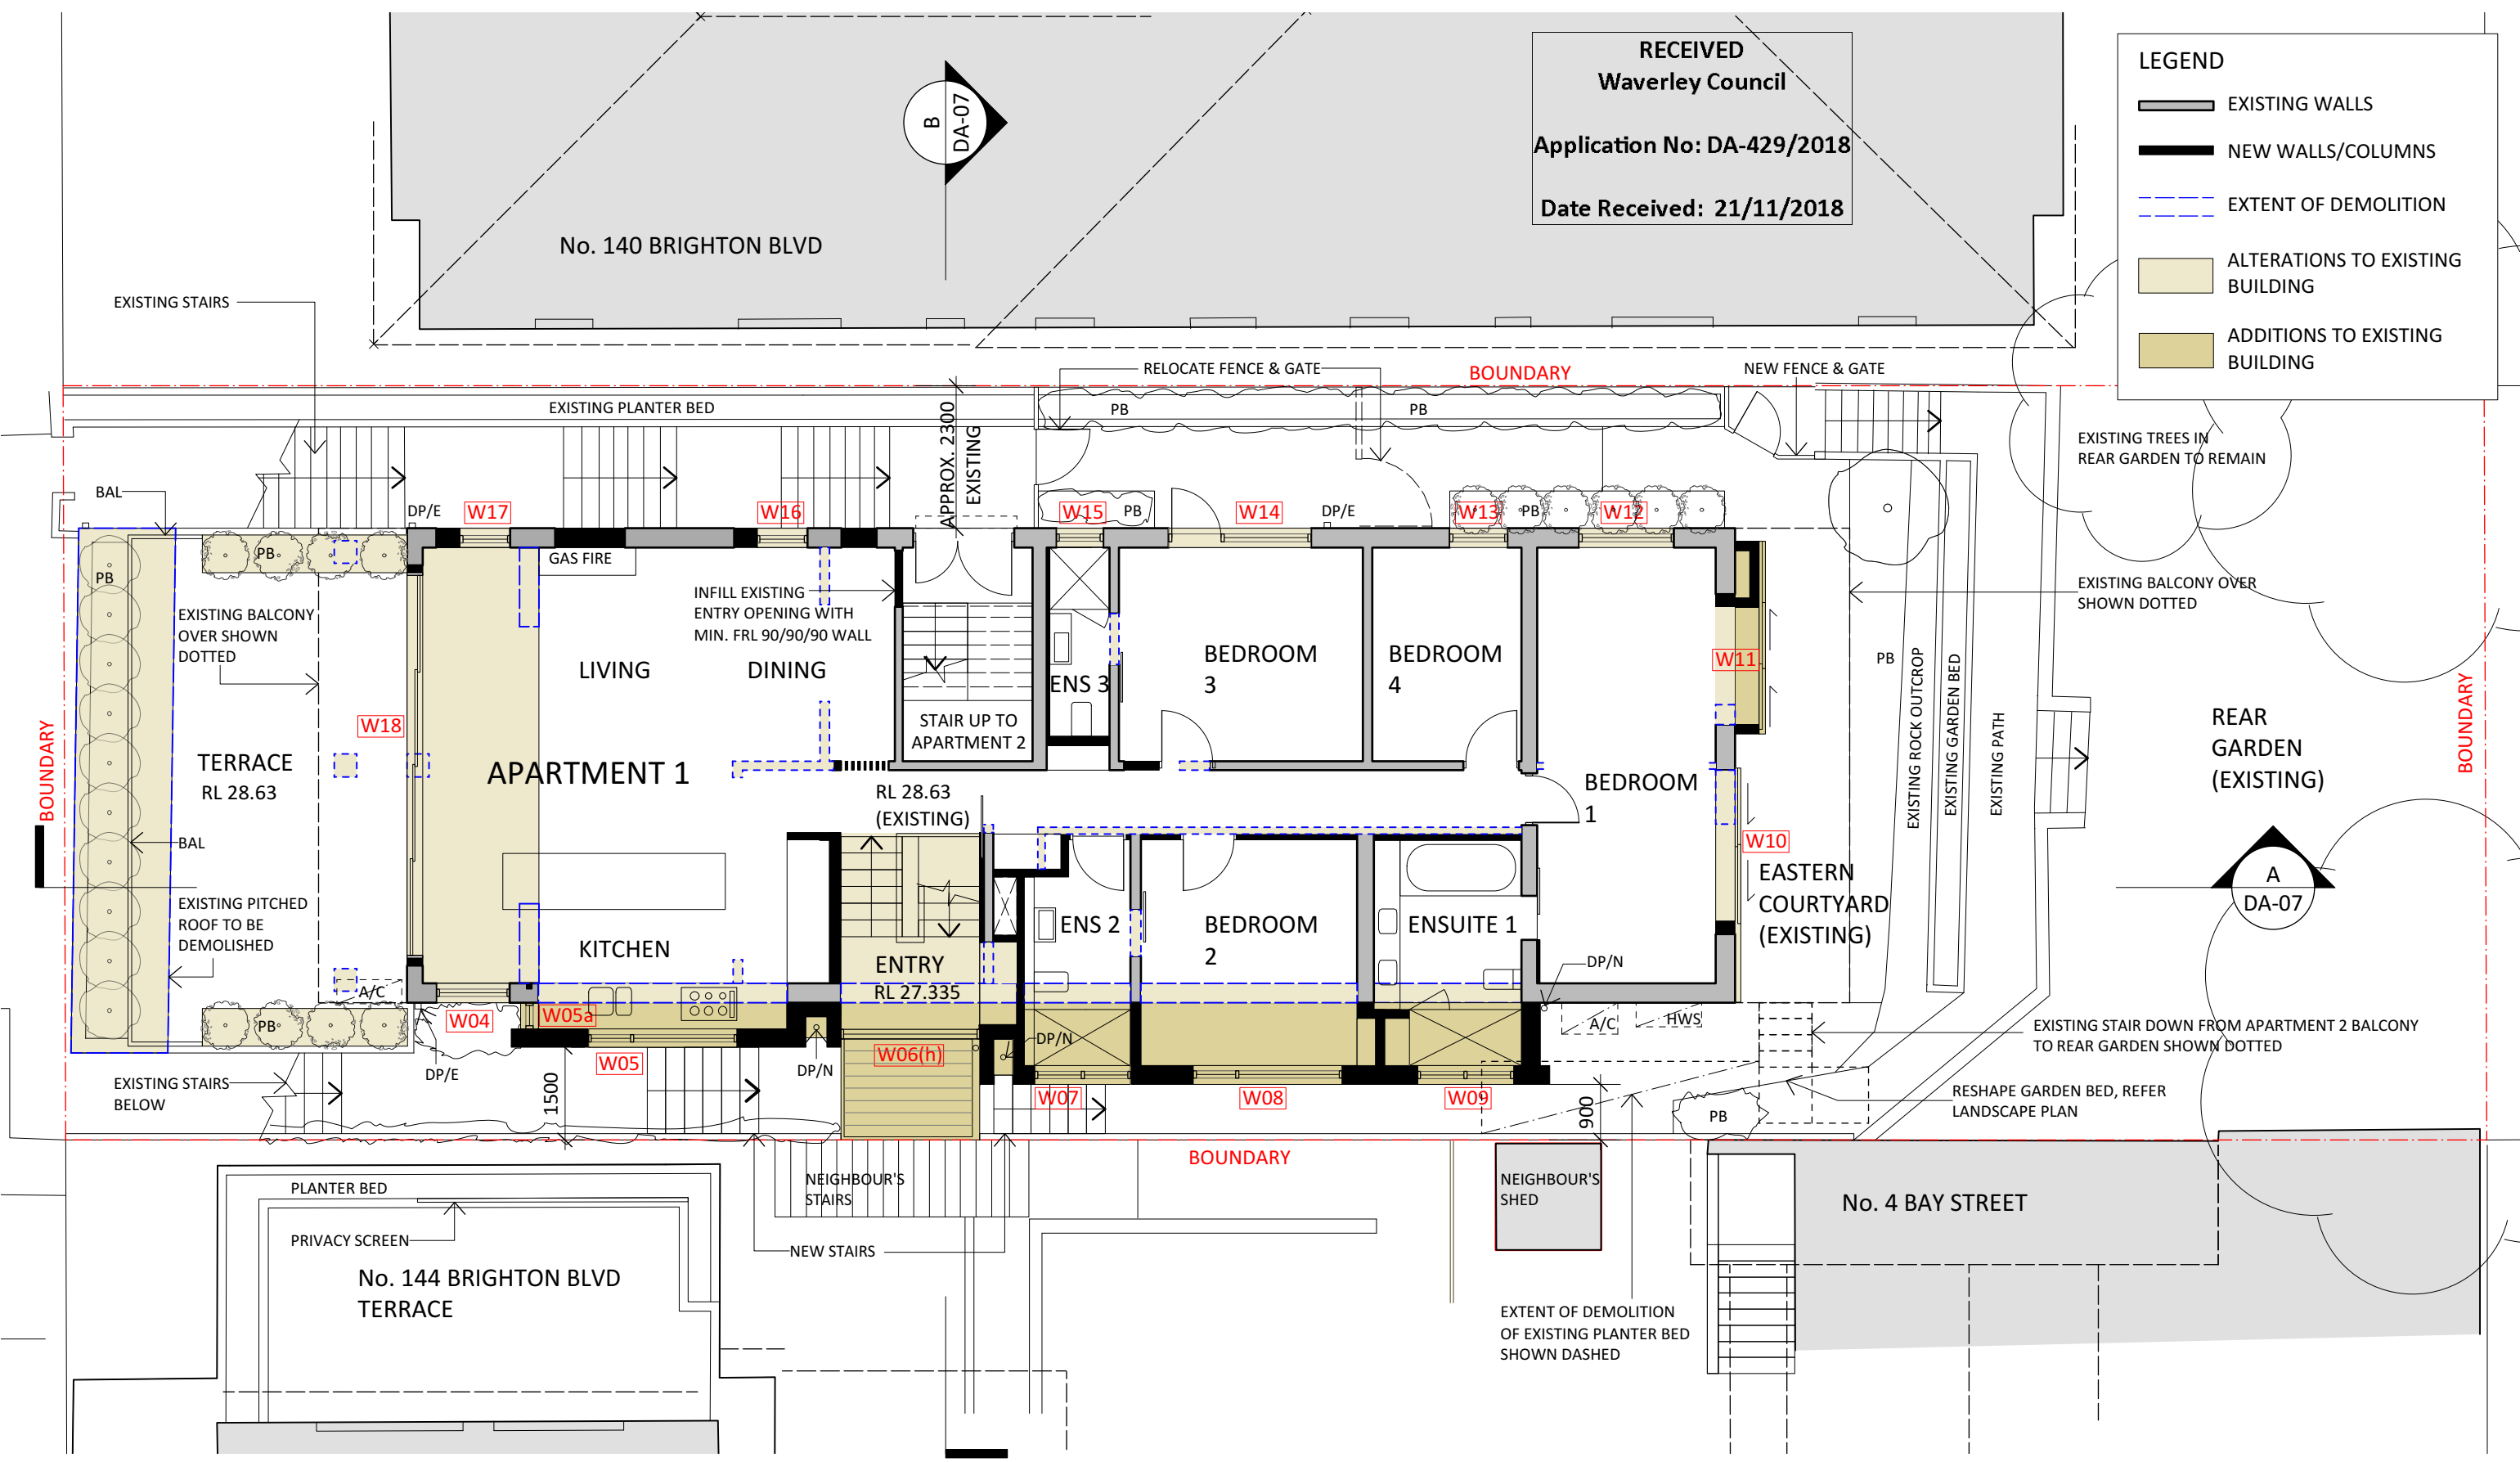 RECEIVED
Waverley Council
Application No: DA-429/2018
Date Received: 21/11/2018
LEGEND
EXISTING WALLS
NEW WALLS/COLUMNS
EXTENT OF DEMOLITION
ALTERATIONS TO EXISTING
BUILDING
ADDITIONS TO EXISTING
BUILDING
B
DA-07
No. 140 BRIGHTON BLVD
EXISTING STAIRS
RELOCATE FENCE & GATE
BOUNDARY
NEW FENCE & GATE
EXISTING PLANTER BED
PB
PB
APPROX. 23000
EXISTING
EXISTING TREES IN
REAR GARDEN TO REMAIN
BAL
DP/E
W17
W16
W15
PB
W14
DP/E
W13
PB
W12
PB
PB
GAS FIRE
INFILL EXISTING
ENTRY OPENING WITH
MIN. FRL 90/90/90 WALL
EXISTING BALCONY
OVER SHOWN
DOTTED
EXISTING BALCONY OVER
SHOWN DOTTED
LIVING
DINING
ENS 3
BEDROOM
3
BEDROOM
4
W11
PB
W18
STAIR UP TO
APARTMENT 2
BOUNDARY
TERRACE
RL 28.63
APARTMENT 1
RL 28.63
(EXISTING)
BEDROOM
1
EXISTING ROCK OUTCROP
EXISTING GARDEN BED
EXISTING PATH
REAR
GARDEN
(EXISTING)
BOUNDARY
BAL
W10
EASTERN
COURTYARD
(EXISTING)
A
DA-07
EXISTING PITCHED
ROOF TO BE
DEMOLISHED
KITCHEN
ENTRY
RL 27.335
ENS 2
BEDROOM
2
ENSUITE 1
DP/N
A/C
PB
W04
W05a
W05
W06(h)
DP/N
A/C
HWS
EXISTING STAIR DOWN FROM APARTMENT 2 BALCONY
TO REAR GARDEN SHOWN DOTTED
DP/E
DP/N
EXISTING STAIRS
BELOW
1500
W07
W08
W09
900
PB
RESHAPE GARDEN BED, REFER
LANDSCAPE PLAN
BOUNDARY
PLANTER BED
NEIGHBOUR'S
STAIRS
NEIGHBOUR'S
SHED
No. 4 BAY STREET
PRIVACY SCREEN
NEW STAIRS
No. 144 BRIGHTON BLVD
TERRACE
EXTENT OF DEMOLITION
OF EXISTING PLANTER BED
SHOWN DASHED